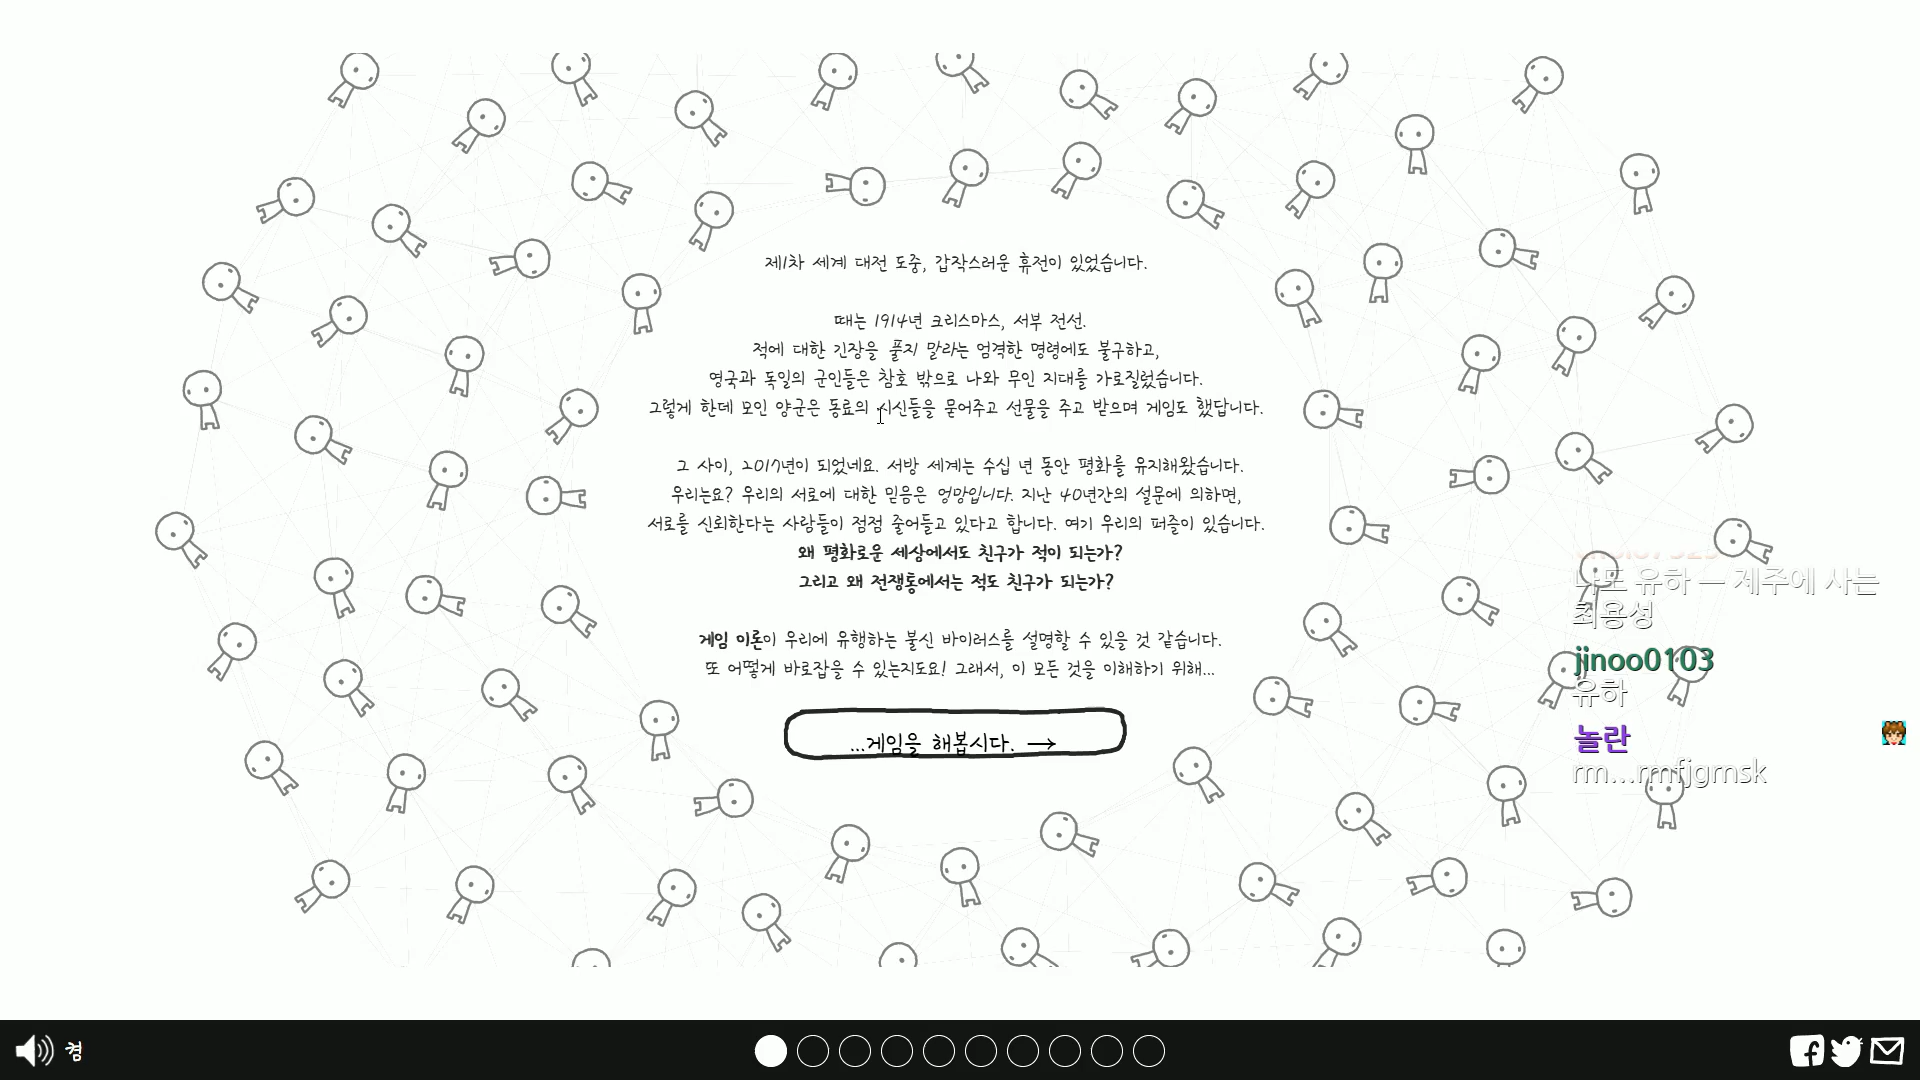 제1차 세계 대전 도중, 갑작스러운 휴전이 있었습니다.
때는 1914년 크리스마스, 서부 전선.
적에 대한 긴장을 풀지 말라는 엄격한 명령에도 불구하고,
영국과 독일의 군인들은 참호 밖으로 나와 무인 지대를 가로질렀습니다.
그렇게 한데 모인 양군은 동료의 시신들을 묻어주고 선물을 주고 받으며 게임도 했답니다.
그 사이, 2017년이 되었네요. 서방 세계는 수십 년 동안 평화를 유지해왔습니다.
우리는요? 우리의 서로에 대한 믿음은 엉망입니다. 지난 40년간의 설문에 의하면,
서로를 신뢰한다는 사람들이 점점 줄어들고 있다고 합니다. 여기 우리의 퍼즐이 있습니다.
왜 평화로운 세상에서도 친구가 적이 되는가?
그리고 왜 전쟁통에서는 적도 친구가 되는가?
게임 이론이 우리에 유행하는 불신 바이러스를 설명할 수 있을 것 같습니다.
또 어떻게 바로잡을 수 있는지도요! 그래서, 이 모든 것을 이해하기 위해...
...게임을 해봅시다. →
나도 유하 ㅡ 제주에 사는
최용성
jinoo0103
유하
놀란
rm...rmfjgmsk
켬